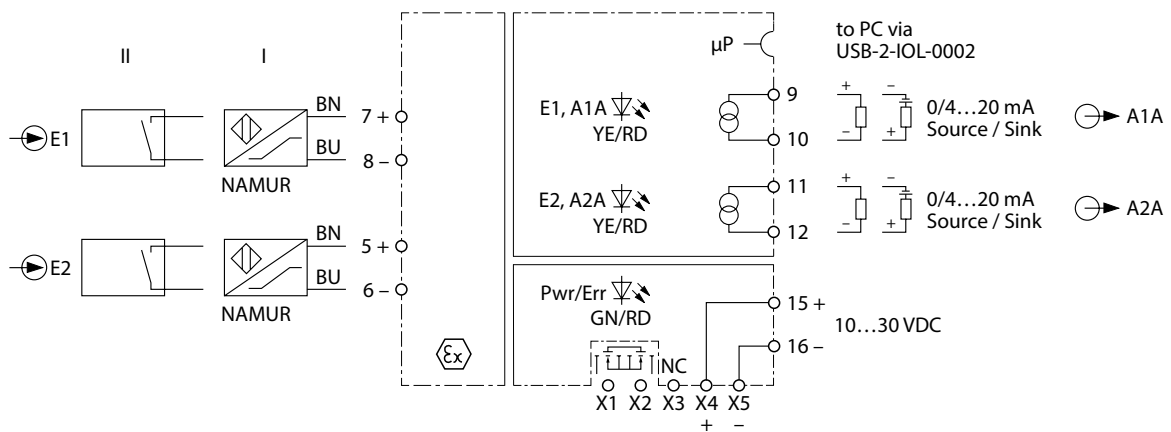 II
I
µP
to PC via
USB-2-IOL-0002
E1
BN
7 +
BU
8 –
NAMUR
E1, A1A
YE/RD
9
10
+
–
–
+
0/4…20 mA
Source / Sink
A1A
E2, A2A
YE/RD
11
12
+
–
–
+
0/4…20 mA
Source / Sink
A2A
E2
BN
5 +
BU
6 –
NAMUR
Pwr/Err
GN/RD
15 +
16 –
10…30 VDC
Ex
NC
X1 X2 X3 X4 X5
+ –